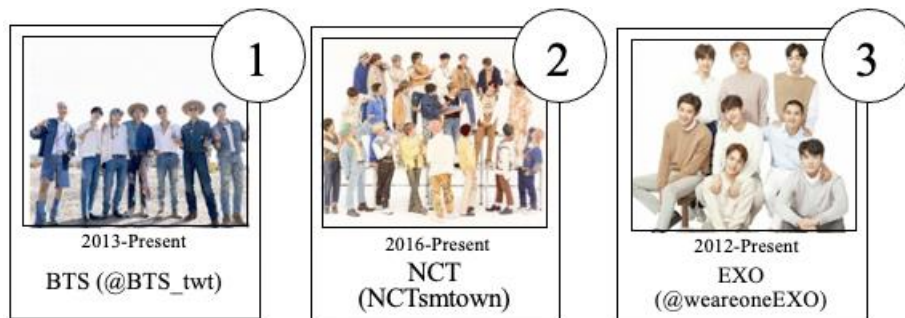 1
2013-Present
BTS (@BTS_twt)
2
2016-Present
NCT
(NCTsmtown)
3
2012-Present
EXO
(@weareoneEXO)